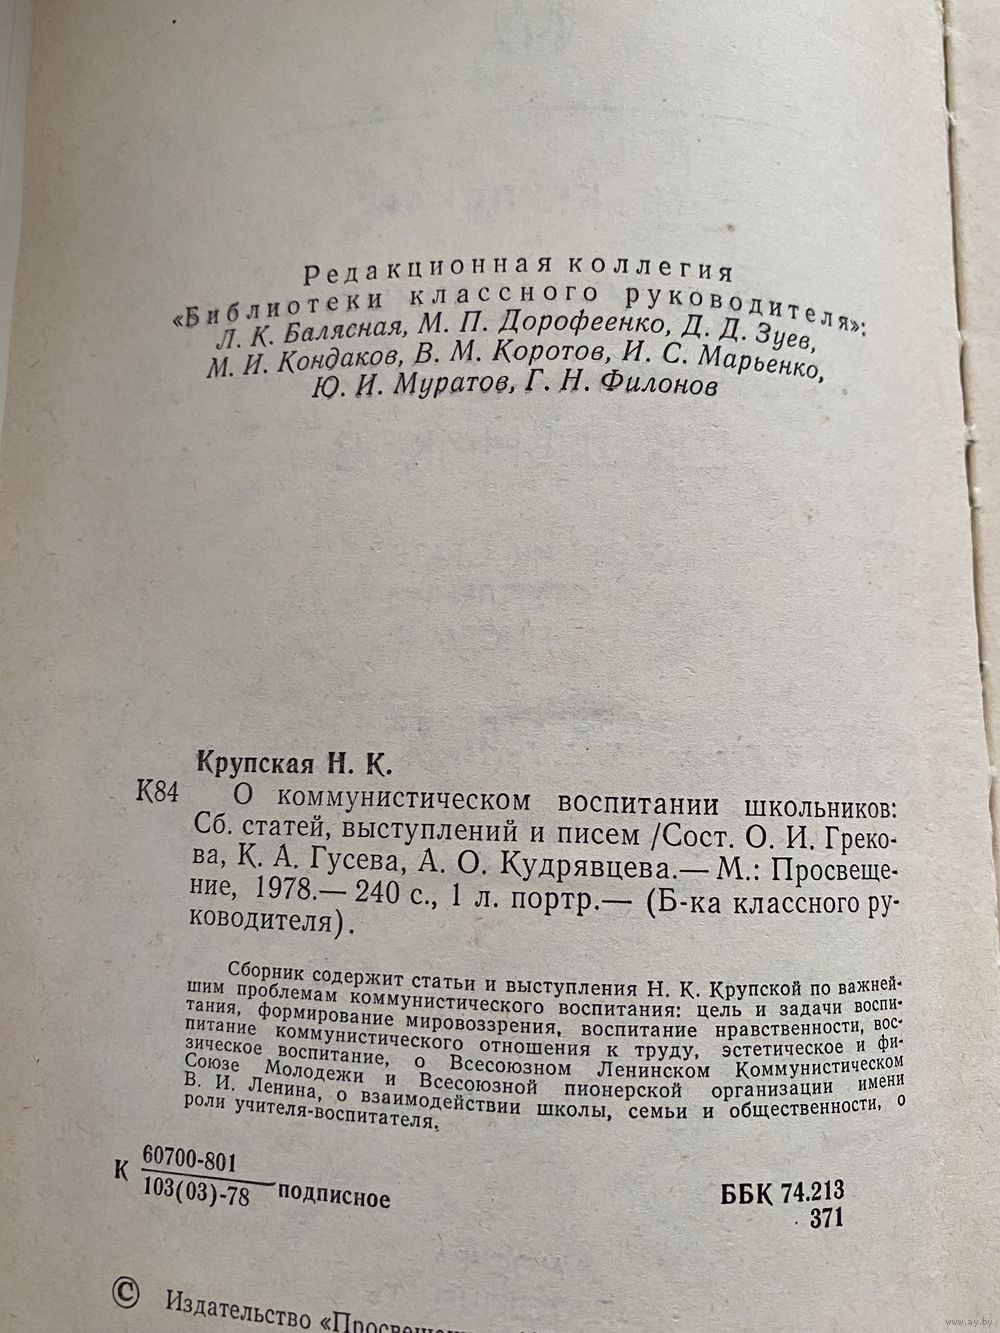 Редакционная коллегия
«Библиотеки классного руководителя»:
Л. К. Балясная, М. П. Дорофеенко, Д. Д. Зуев,
М. И. Кондаков, В. М. Коротов, И. С. Марьенко,
Ю. И. Муратов, Г. Н. Филонов
Крупская Н. К.
К84 О коммунистическом воспитании школьников:
Сб. статей, выступлений и писем /Сост. О. И. Греко-
ва, К. А. Гусева, А. О. Кудрявцева.— М.: Просвеще-
ние, 1978.— 240 с., 1 л. портр.— (Б-ка классного ру-
ководителя).
Сборник содержит статьи и выступления Н. К. Крупской по важней-
шим проблемам коммунистического воспитания: цель и задачи воспи-
тания, формирование мировоззрения, воспитание нравственности, вос-
питание коммунистического отношения к труду, эстетическое и фи-
зическое воспитание, о Всесоюзном Ленинском Коммунистическом
Союзе Молодежи и Всесоюзной пионерской организации имени
В. И. Ленина, о взаимодействии школы, семьи и общественности, о
роли учителя-воспитателя.
К 60700-801
103(03)-78 подписное
ББК 74.213
371
© Издательство
www.ay.by